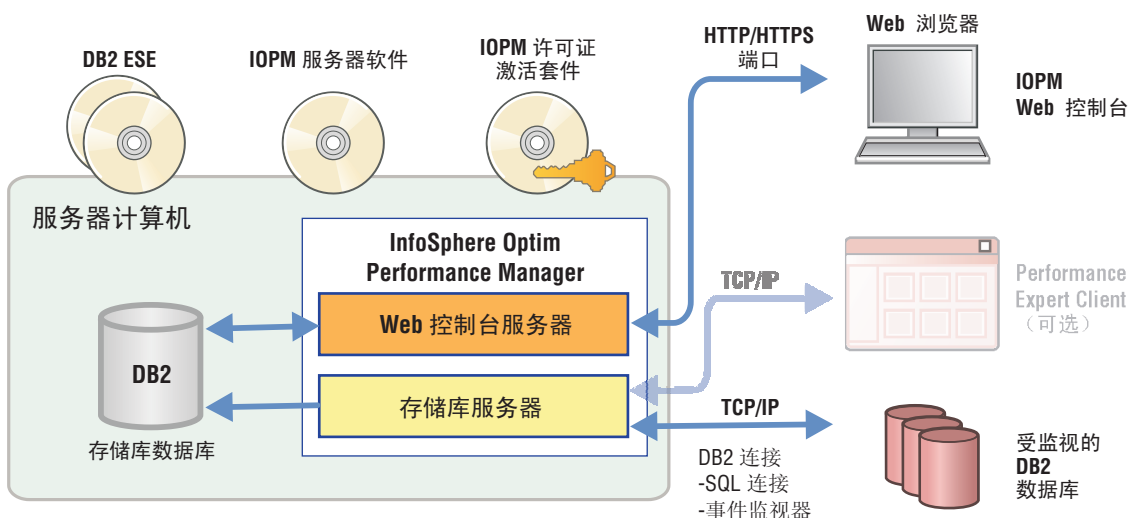 DB2 ESE
IOPM 服务器软件
IOPM 许可证
激活套件
HTTP/HTTPS
端口
Web 浏览器
IOPM
Web 控制台
服务器计算机
InfoSphere Optim
Performance Manager
Web 控制台服务器
存储库服务器
DB2
存储库数据库
TCP/IP
Performance
Expert Client
（可选）
TCP/IP
DB2 连接
-SQL 连接
-事件监视器
受监视的
DB2
数据库